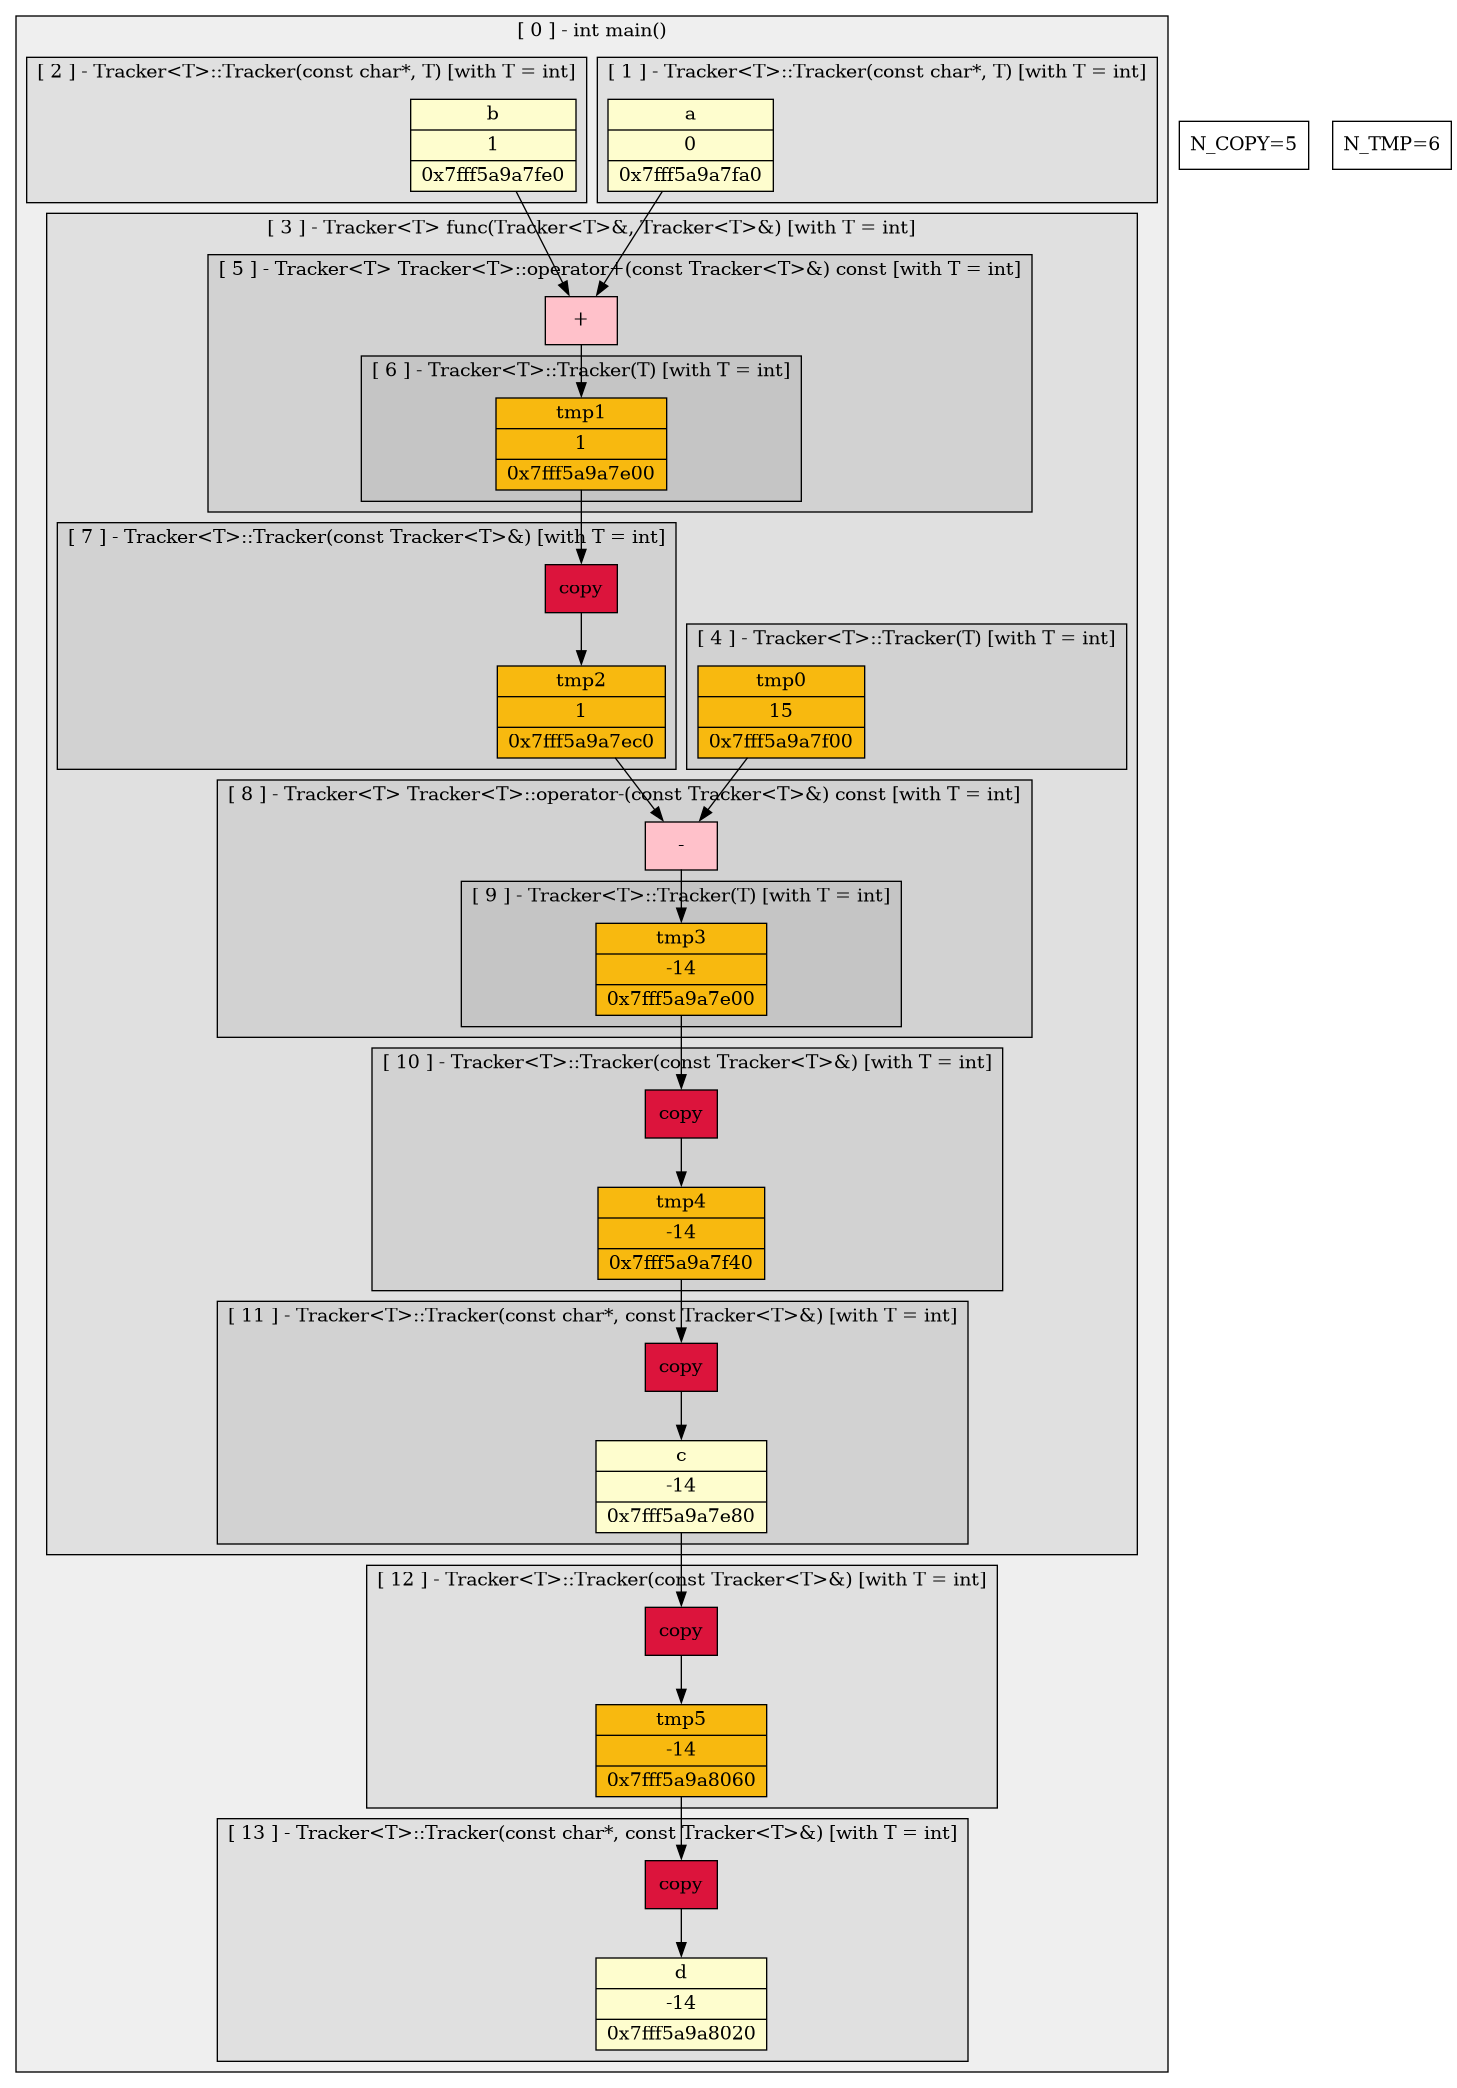 [ 0 ] - int main()
[ 2 ] - Tracker<T>::Tracker(const char*, T) [with T = int]
b
1
0x7fff5a9a7fe0
[ 1 ] - Tracker<T>::Tracker(const char*, T) [with T = int]
a
0
0x7fff5a9a7fa0
N_COPY=5
N_TMP=6
[ 3 ] - Tracker<T> func(Tracker<T>&, Tracker<T>&) [with T = int]
[ 5 ] - Tracker<T> Tracker<T>::operator+(const Tracker<T>&) const [with T = int]
+
[ 6 ] - Tracker<T>::Tracker(T) [with T = int]
tmp1
1
0x7fff5a9a7e00
[ 7 ] - Tracker<T>::Tracker(const Tracker<T>&) [with T = int]
copy
tmp2
1
0x7fff5a9a7ec0
[ 4 ] - Tracker<T>::Tracker(T) [with T = int]
tmp0
15
0x7fff5a9a7f00
[ 8 ] - Tracker<T> Tracker<T>::operator-(const Tracker<T>&) const [with T = int]
-
[ 9 ] - Tracker<T>::Tracker(T) [with T = int]
tmp3
-14
0x7fff5a9a7e00
[ 10 ] - Tracker<T>::Tracker(const Tracker<T>&) [with T = int]
copy
tmp4
-14
0x7fff5a9a7f40
[ 11 ] - Tracker<T>::Tracker(const char*, const Tracker<T>&) [with T = int]
copy
c
-14
0x7fff5a9a7e80
[ 12 ] - Tracker<T>::Tracker(const Tracker<T>&) [with T = int]
copy
tmp5
-14
0x7fff5a9a8060
[ 13 ] - Tracker<T>::Tracker(const char*, const Tracker<T>&) [with T = int]
copy
d
-14
0x7fff5a9a8020